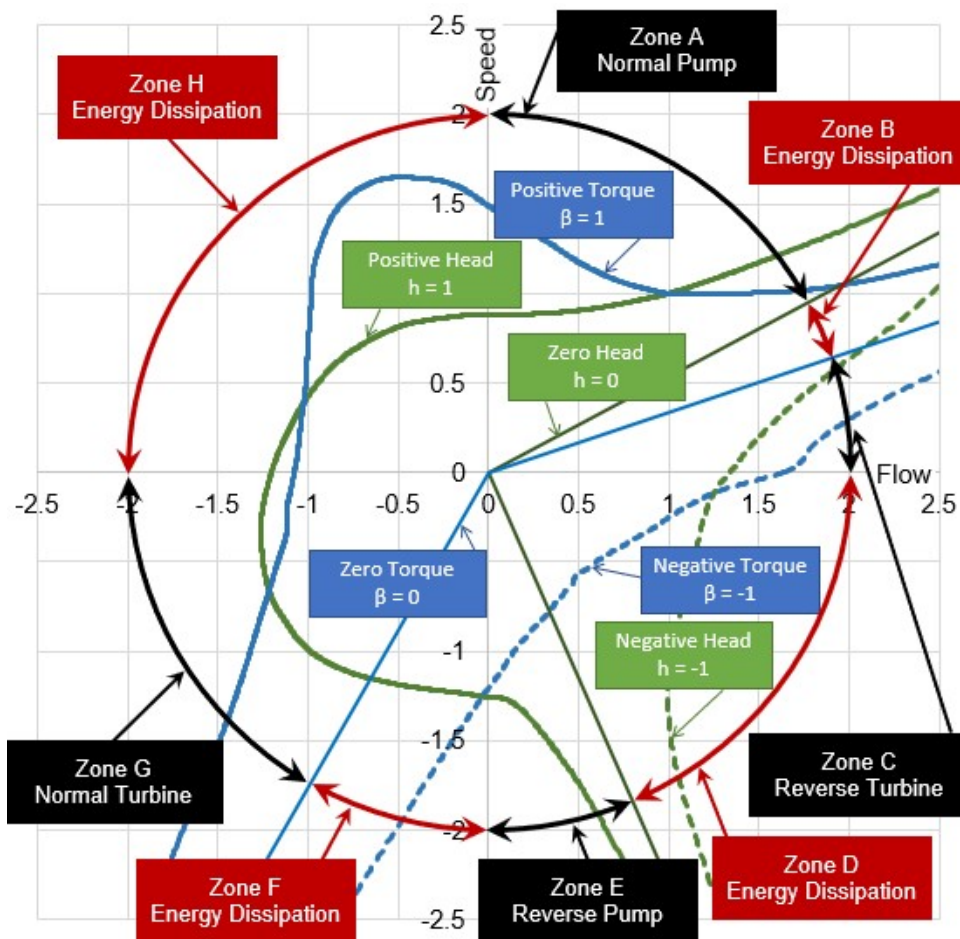 2.5
Speed
Zone A
Normal Pump
Zone H
Energy Dissipation
2
Zone B
Energy Dissipation
Positive Torque
β = 1
1.5
Positive Head
h = 1
1
Zero Head
h = 0
0.5
0
Flow
-2.5
-2
-1.5
-1
-0.5
0
0.5
1
1.5
2
2.5
Zero Torque
β = 0
Negative Torque
β = -1
Negative Head
h = -1
-1
-1.5
Zone G
Normal Turbine
Zone C
Reverse Turbine
-2
Zone F
Energy Dissipation
Zone E
Reverse Pump
Zone D
Energy Dissipation
-2.5